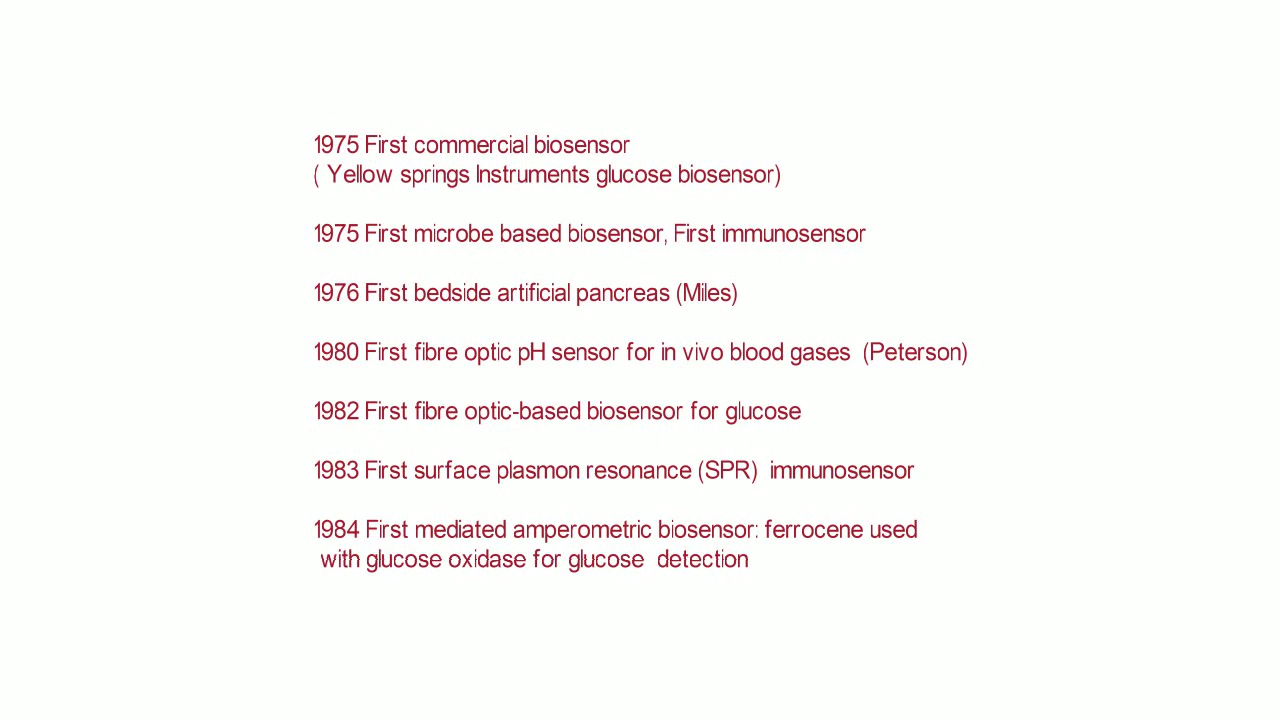 1975 First commercial biosensor
( Yellow springs Instruments glucose biosensor)
1975 First microbe based biosensor, First immunosensor
1976 First bedside artificial pancreas (Miles)
1980 First fibre optic pH sensor for in vivo blood gases (Peterson)
1982 First fibre optic-based biosensor for glucose
1983 First surface plasmon resonance (SPR) immunosensor
1984 First mediated amperometric biosensor: ferrocene used
with glucose oxidase for glucose detection